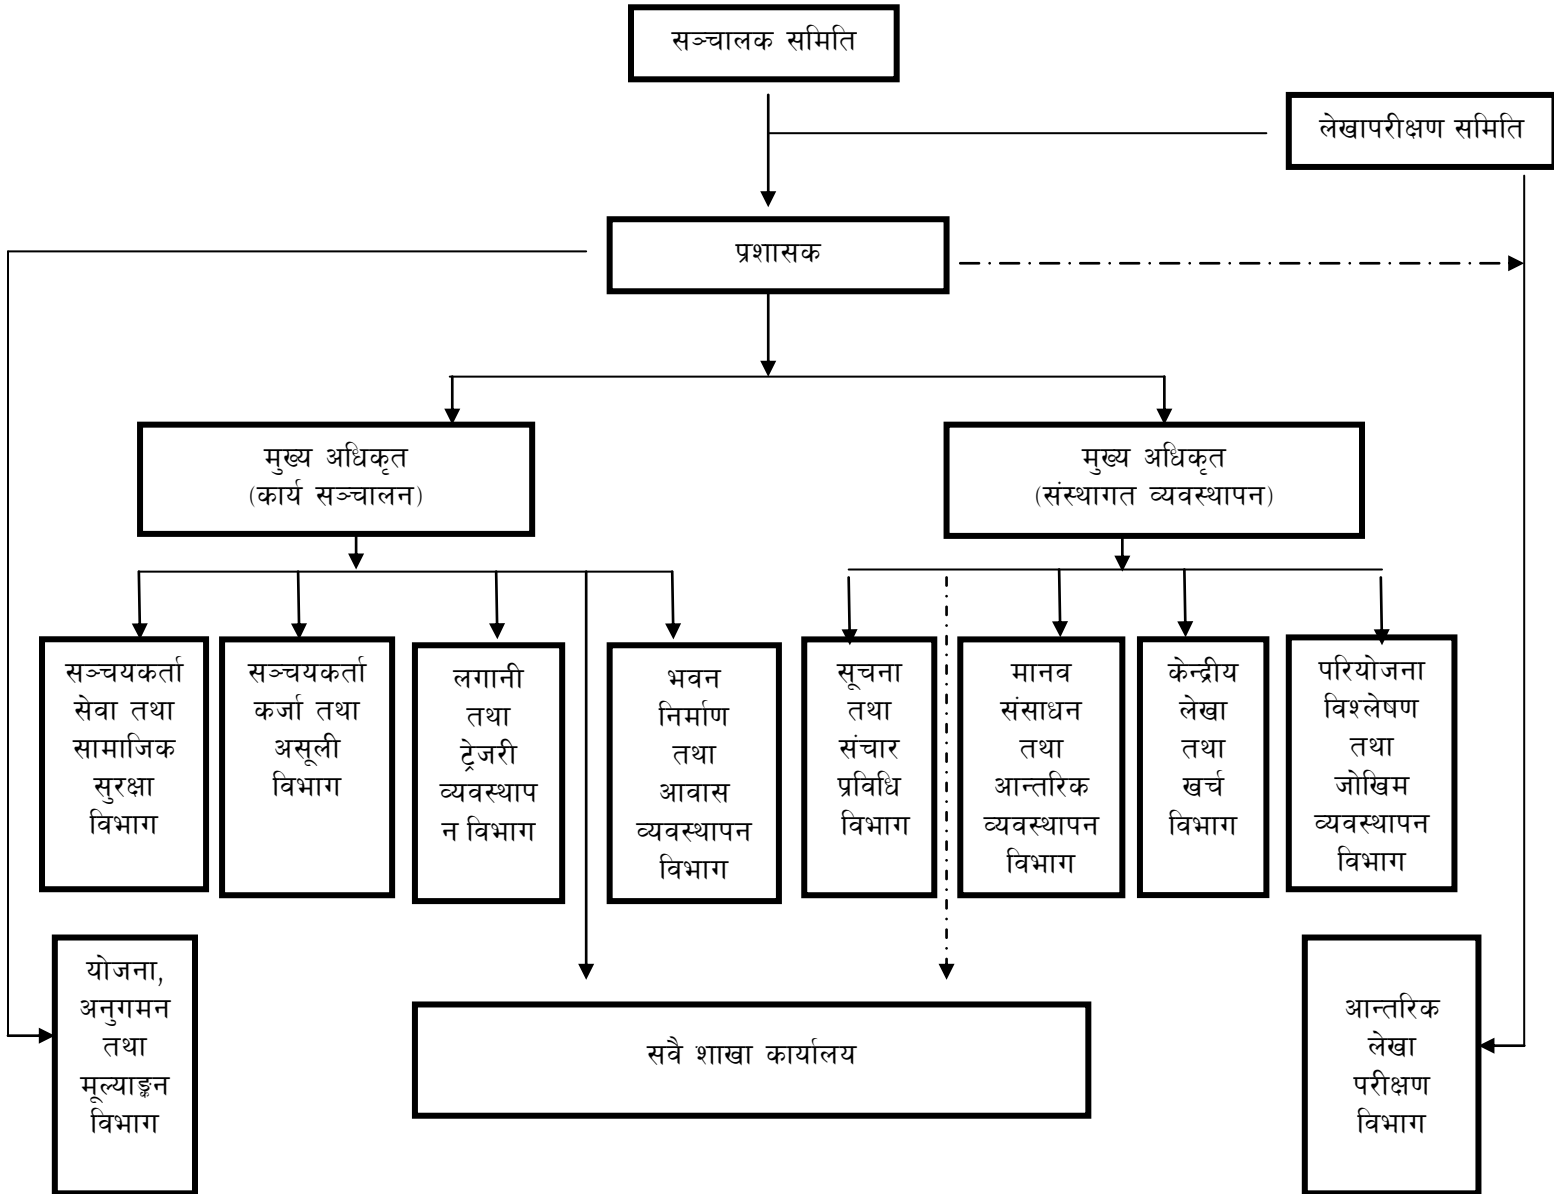 सञ्चालक समिति
लेखापरीक्षण समिति
प्रशासक
मुख्य अधिकृत
(कार्य सञ्चालन)
मुख्य अधिकृत
(संस्थागत व्यवस्थापन)
सञ्चयकर्ता
सेवा तथा
सामाजिक
सुरक्षा
विभाग
सञ्चयकर्ता
कर्जा तथा
असूली
विभाग
लगानी
तथा
ट्रेजरी
व्यवस्थाप
न विभाग
भवन
निर्माण
तथा
आवास
व्यवस्थापन
विभाग
सूचना
तथा
संचार
प्रविधि
विभाग
मानव
संसाधन
तथा
आन्तरिक
व्यवस्थापन
विभाग
केन्द्रीय
लेखा
तथा
खर्च
विभाग
परियोजना
विश्लेषण
तथा
जोखिम
व्यवस्थापन
विभाग
योजना,
अनुगमन
तथा
मूल्याङ्कन
विभाग
सवै शाखा कार्यालय
आन्तरिक
लेखा
परीक्षण
विभाग